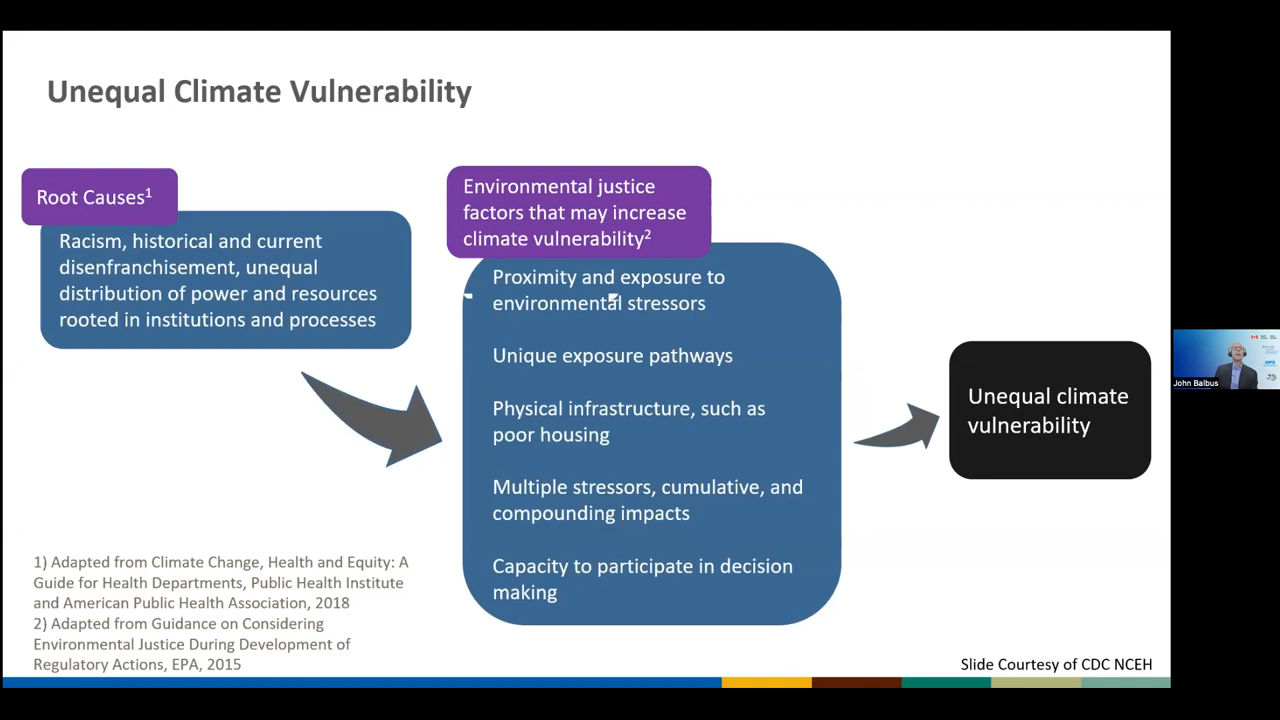 Unequal Climate Vulnerability
Root Causes¹
Racism, historical and current
disenfranchisement, unequal
distribution of power and resources
rooted in institutions and processes
Environmental justice
factors that may increase
climate vulnerability²
Proximity and exposure to
environmental stressors
Unique exposure pathways
Physical infrastructure, such as
poor housing
Multiple stressors, cumulative, and
compounding impacts
Capacity to participate in decision
making
Unequal climate
vulnerability
John Balbus
1) Adapted from Climate Change, Health and Equity: A
Guide for Health Departments, Public Health Institute
and American Public Health Association, 2018
2) Adapted from Guidance on Considering
Environmental Justice During Development of
Regulatory Actions, EPA, 2015
Slide Courtesy of CDC NCEH